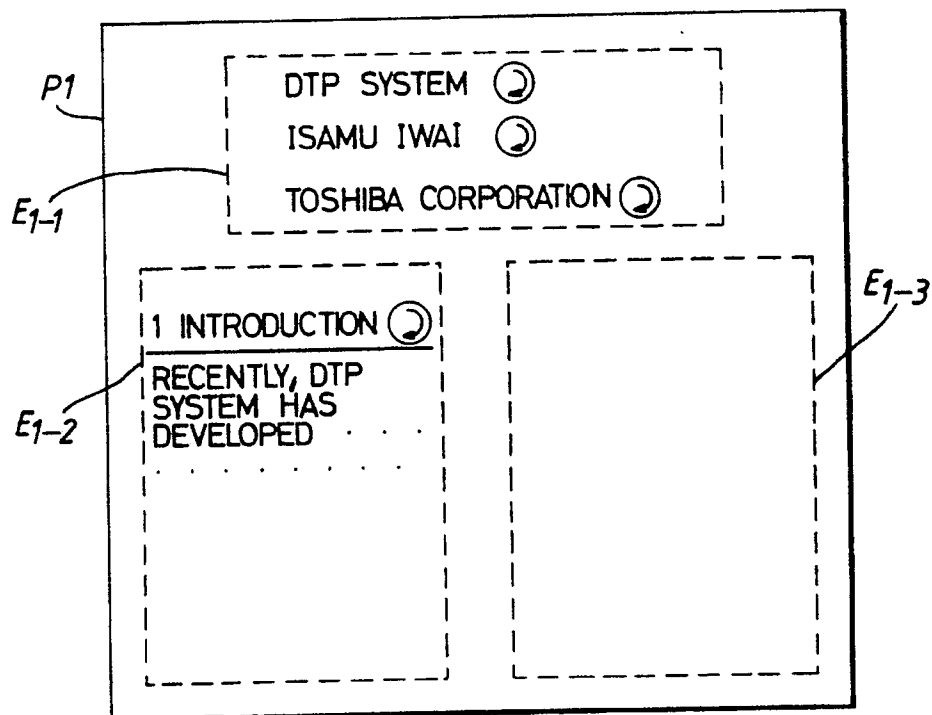 P1
DTP SYSTEM
ISAMU IWAI
TOSHIBA CORPORATION
E1-1
E1-3
1 INTRODUCTION
RECENTLY, DTP
SYSTEM HAS
DEVELOPED . . .
. . . . . . . .
E1-2